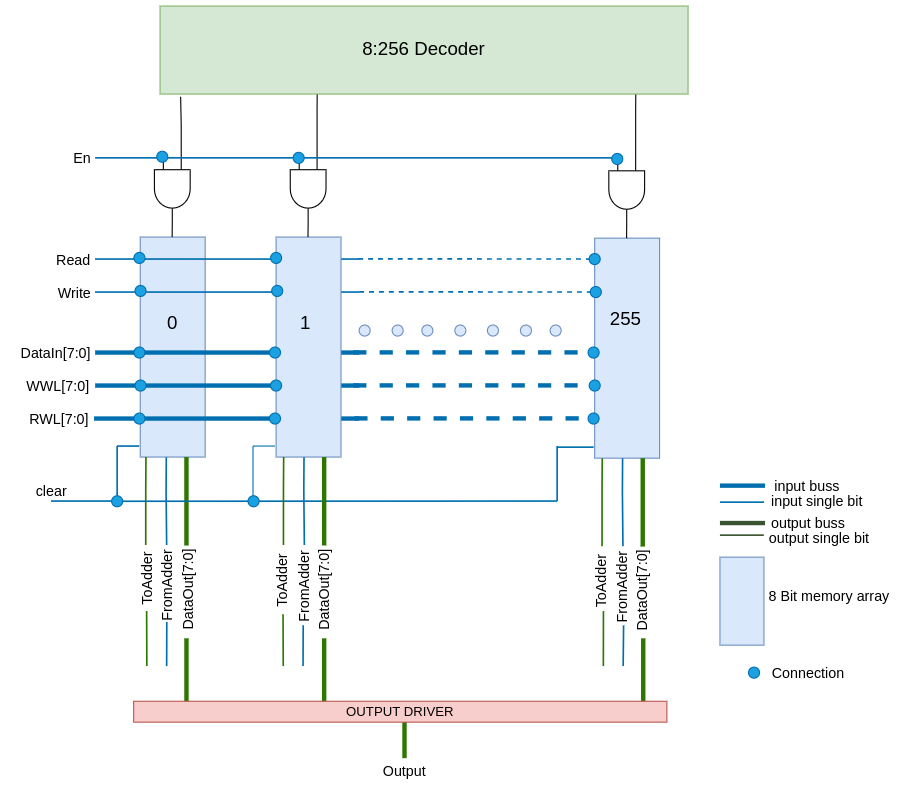 8:256 Decoder
En
Read
Write
0
1
255
DataIn[7:0]
WWL[7:0]
RWL[7:0]
clear
ToAdder
FromAdder
DataOut[7:0]
ToAdder
FromAdder
DataOut[7:0]
ToAdder
FromAdder
DataOut[7:0]
input buss
input single bit
output buss
output single bit
8 Bit memory array
Connection
OUTPUT DRIVER
Output